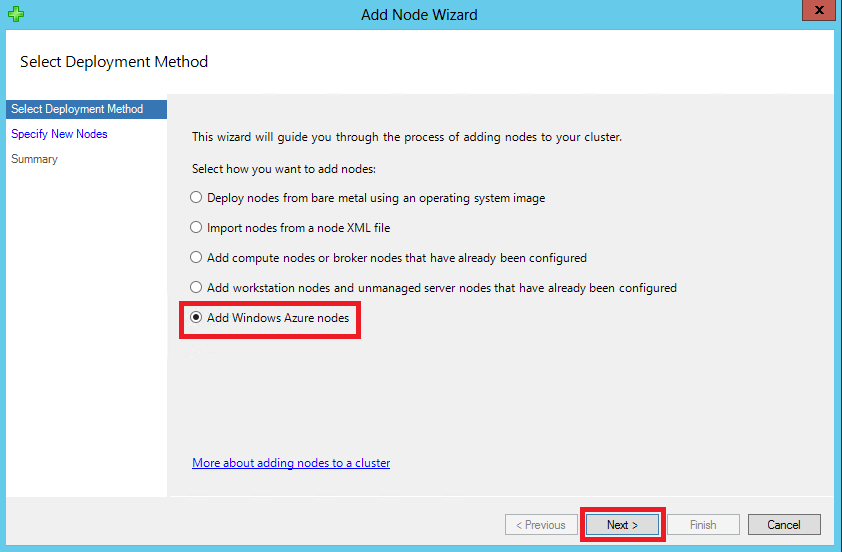 Add Node Wizard
x
Select Deployment Method
Select Deployment Method
Specify New Nodes
Summary
This wizard will guide you through the process of adding nodes to your cluster.
Select how you want to add nodes:
Deploy nodes from bare metal using an operating system image
Import nodes from a node XML file
Add compute nodes or broker nodes that have already been configured
Add workstation nodes and unmanaged server nodes that have already been configured
Add Windows Azure nodes
More about adding nodes to a cluster
< Previous
Next >
Finish
Cancel